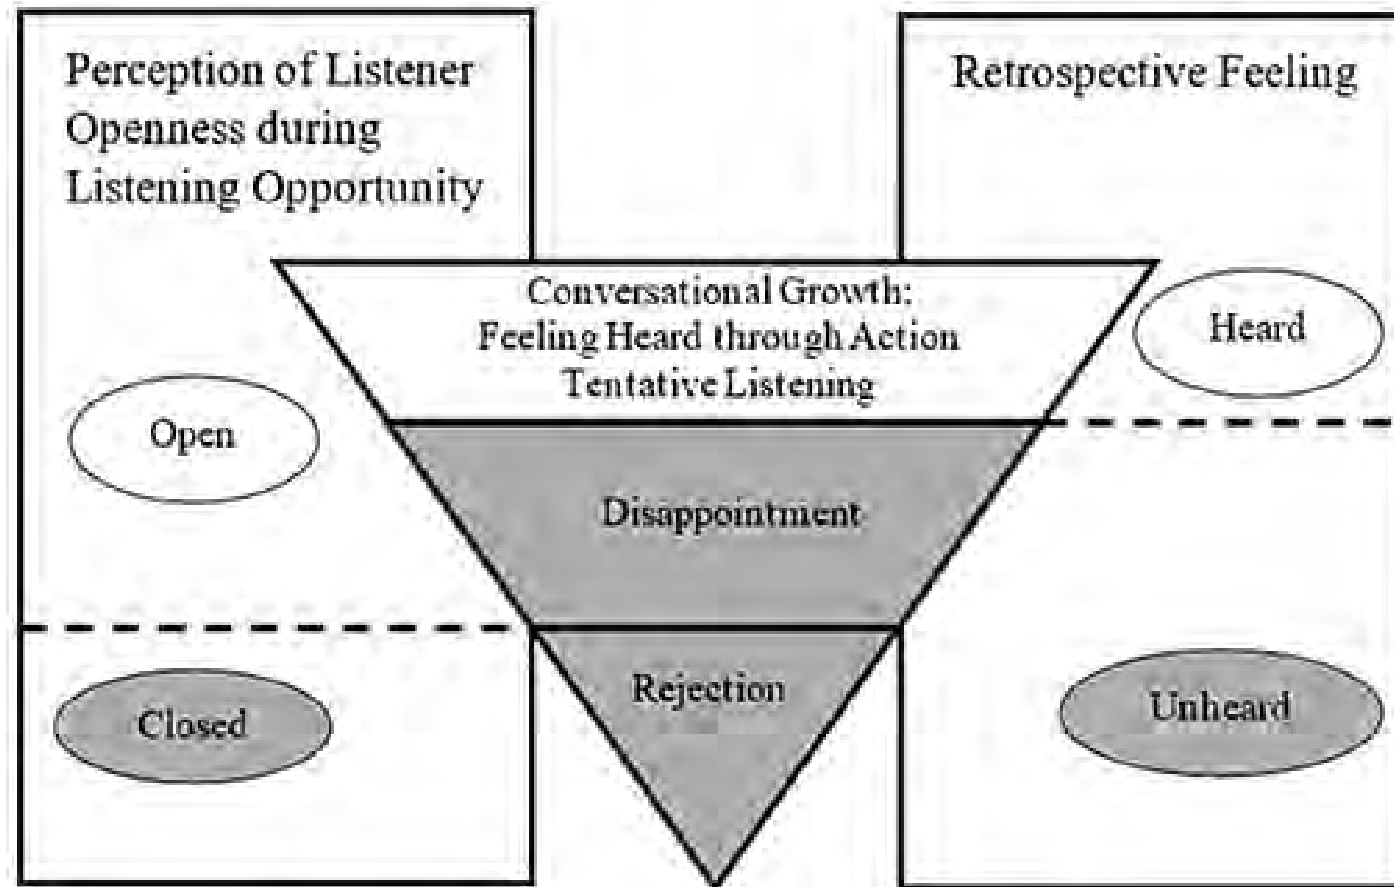 Perception of Listener
Openness during
Listening Opportunity
Retrospective Feeling
Conversational Growth:
Feeling Heard through Action
Tentative Listening
Heard
Open
Disappointment
Rejection
Closed
Unheard